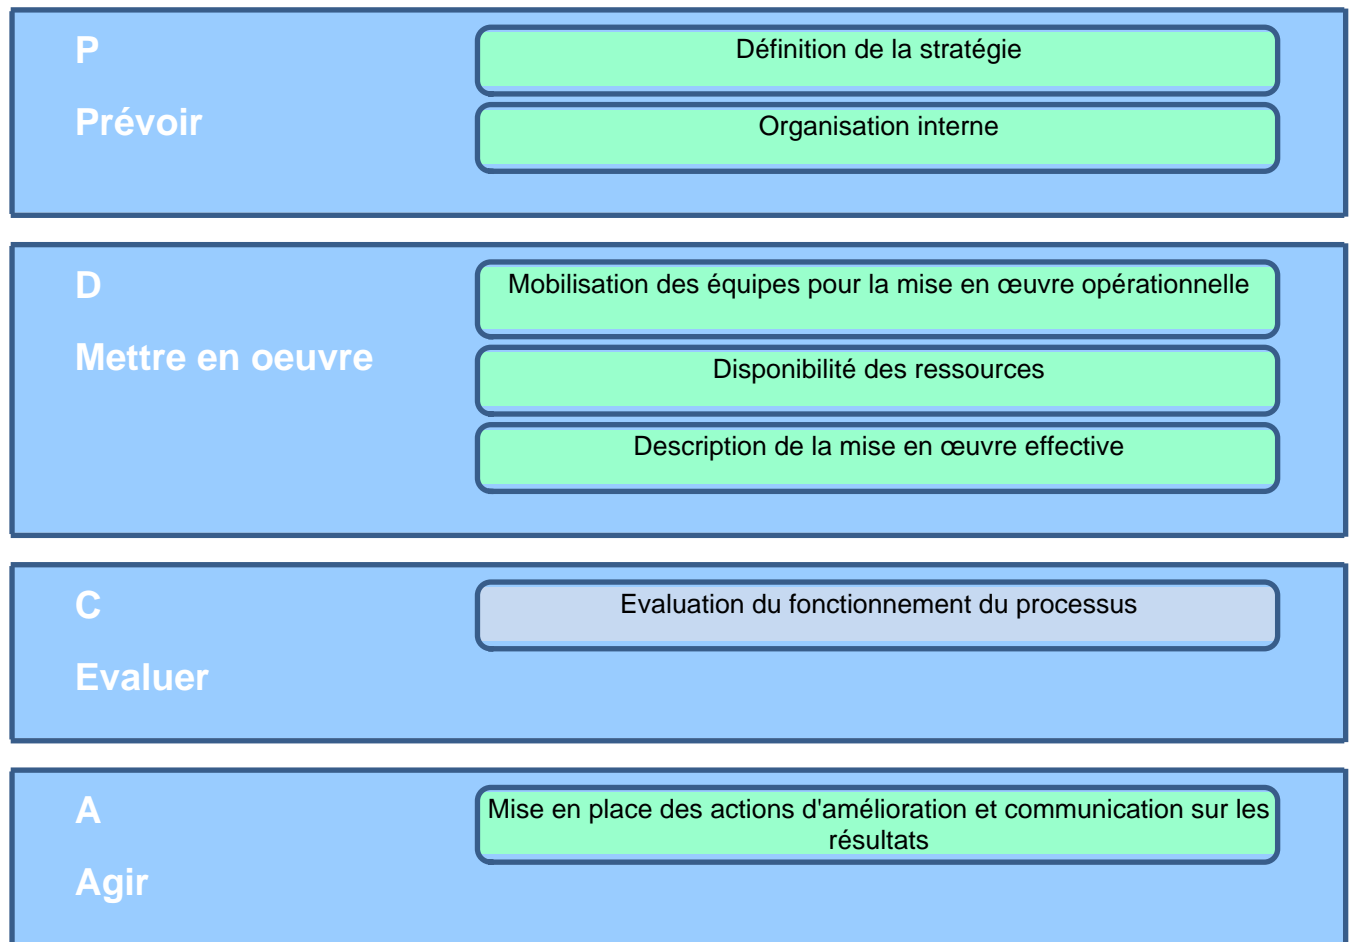 P
Prévoir
Définition de la stratégie
Organisation interne
D
Mettre en oeuvre
Mobilisation des équipes pour la mise en œuvre opérationnelle
Disponibilité des ressources
Description de la mise en œuvre effective
C
Evaluer
Evaluation du fonctionnement du processus
A
Agir
Mise en place des actions d'amélioration et communication sur les
résultats